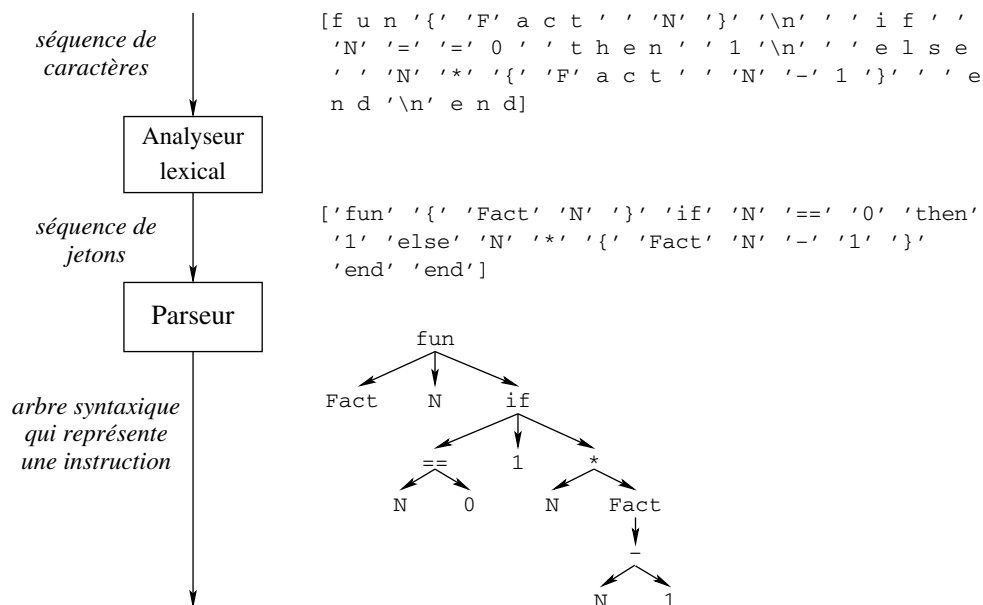 séquence de
caractères
[f u n '{' 'F' a c t ' ' 'N' '}' '\n' ' ' i f ' '
'N' '=' '=' 0 ' ' t h e n ' ' 1 '\n' ' ' e l s e
' ' 'N' '*' '{' 'F' a c t ' ' 'N' '-' 1 '}' ' ' e
n d '\n' e n d]
Analyseur
lexical
séquence de
jetons
['fun' '{' 'Fact' 'N' '}' 'if' 'N' '==' '0' 'then'
'1' 'else' 'N' '*' '{' 'Fact' 'N' '-' '1' '}'
'end' 'end']
Parseur
arbre syntaxique
qui représente
une instruction
fun
Fact N if
== 1 *
N 0 N Fact
-
N 1